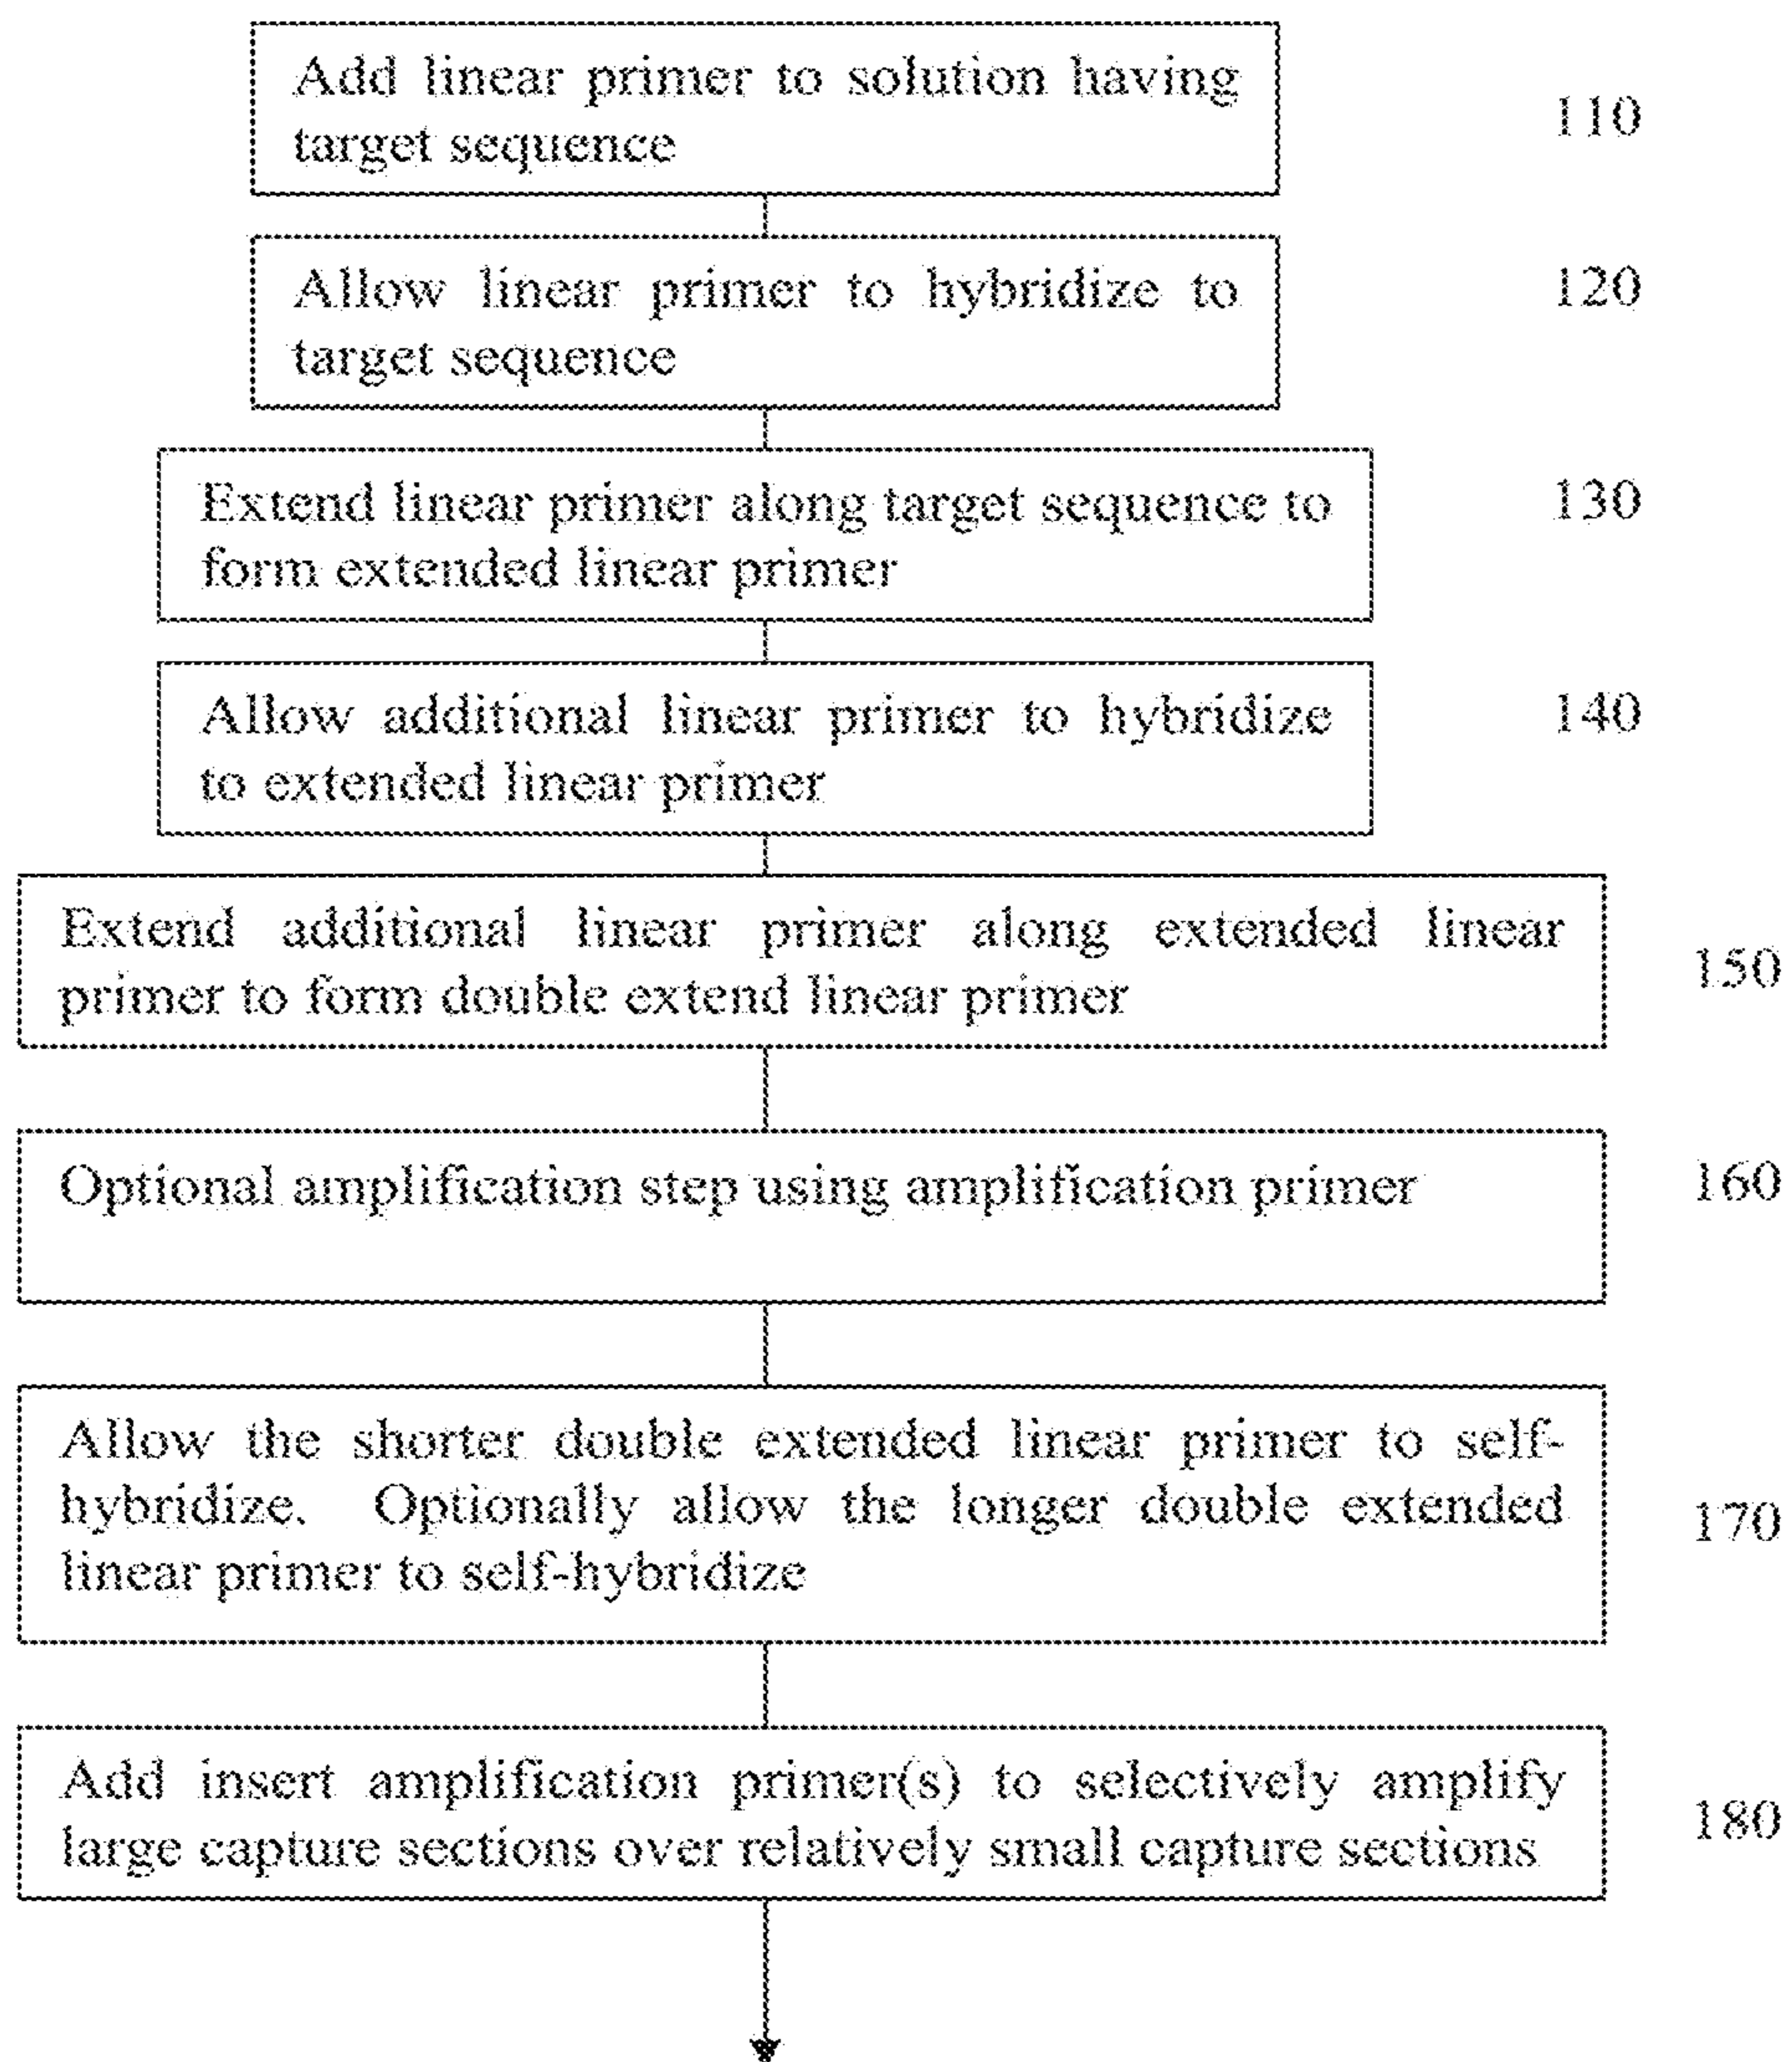 Add linear primer to solution having
target sequence
110
Allow linear primer to hybridize to
target sequence
120
Extend linear primer along target sequence to
form extended linear primer
130
Allow additional linear primer to hybridize
to extended linear primer
140
Extend additional linear primer along extended linear
primer to form double extend linear primer
150
Optional amplification step using amplification primer
160
Allow the shorter double extended linear primer to self-
hybridize. Optionally allow the longer double extended
linear primer to self-hybridize
170
Add insert amplification primer(s) to selectively amplify
large capture sections over relatively small capture sections
180